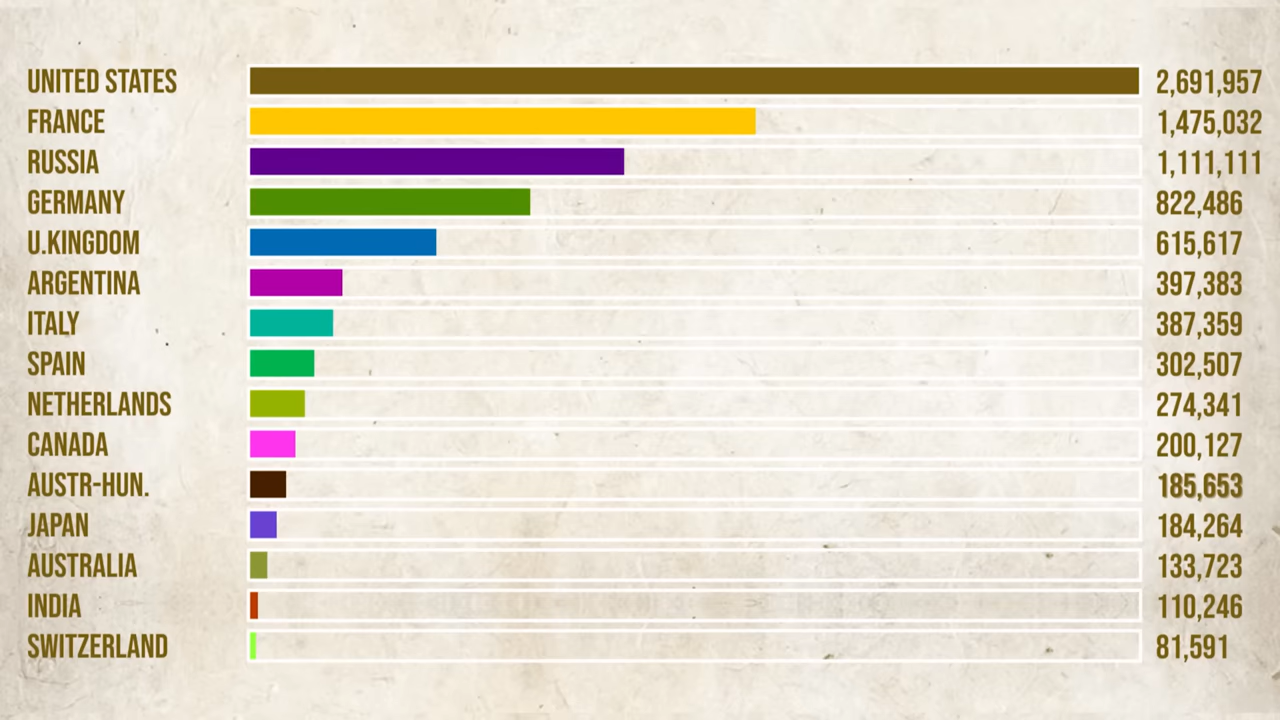 UNITED STATES 2,691,957
FRANCE 1,475,032
RUSSIA 1,111,111
GERMANY 822,486
U.KINGDOM 615,617
ARGENTINA 397,383
ITALY 387,359
SPAIN 302,507
NETHERLANDS 274,341
CANADA 200,127
AUSTR-HUN. 185,653
JAPAN 184,264
AUSTRALIA 133,723
INDIA 110,246
SWITZERLAND 81,591